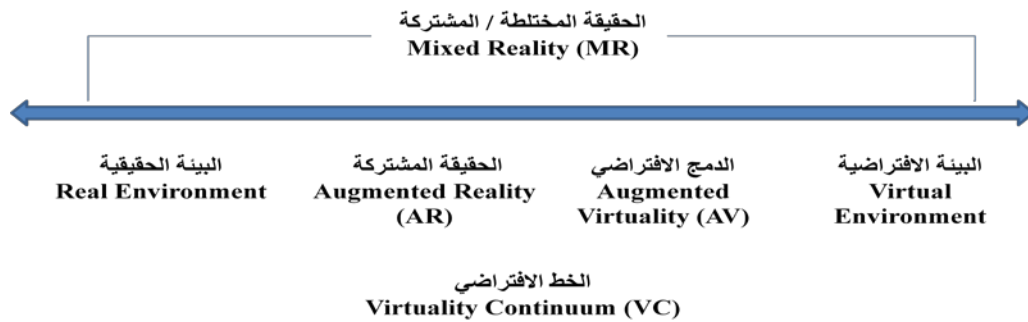 الحقيقة المختلطة / المشتركة
Mixed Reality (MR)
البيئة الحقيقية
Real Environment
الحقيقة المشتركة
Augmented Reality
(AR)
الدمج الافتراضي
Augmented
Virtuality (AV)
البيئة الافتراضية
Virtual
Environment
الخط الافتراضي
Virtuality Continuum (VC)